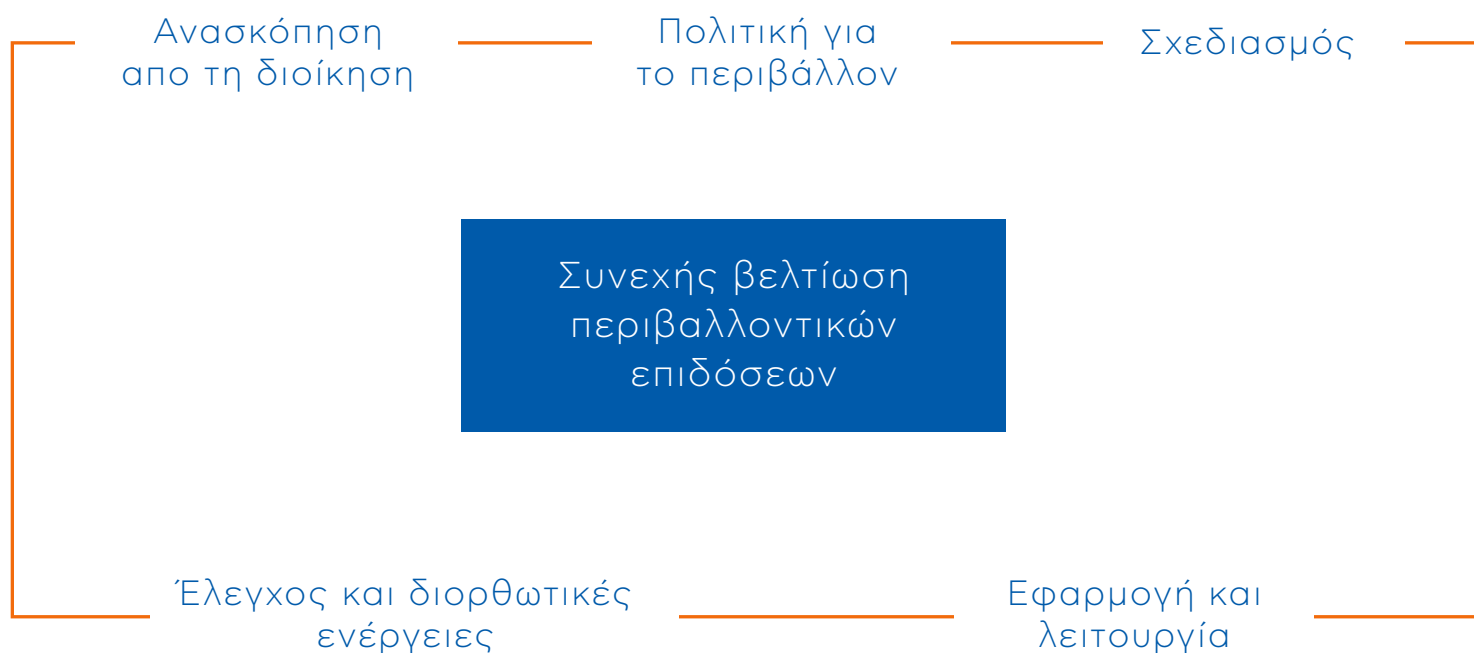 Ανασκόπηση
απο τη διοίκηση
Πολιτική για
το περιβάλλον
Σχεδιασμός
Συνεχής βελτίωση
περιβαλλοντικών
επιδόσεων
Έλεγχος και διορθωτικές
ενέργειες
Εφαρμογή και
λειτουργία